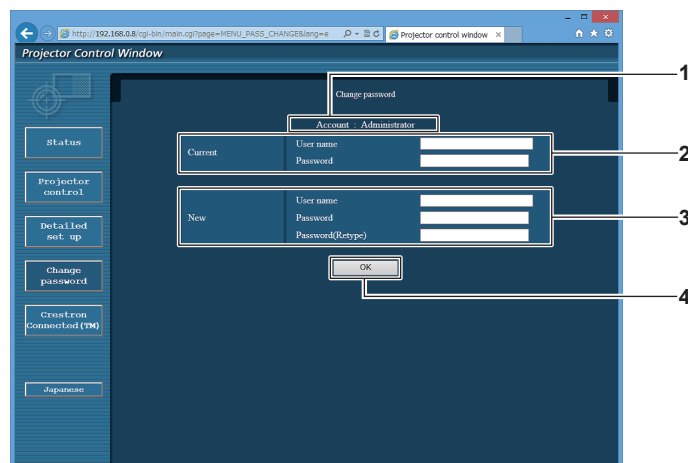 http://192.168.0.8/cgi-bin/main.cgi?page=MENU_PASS_CHANGE&lang=e
Projector control window
Projector Control Window
Change password
1
Account : Administrator
Status
Current
User name
Password
2
Projector
control
New
User name
Password
Password(Retype)
3
Detailed
set up
Change
password
OK
4
Crestron
Connected(TM)
Japanese